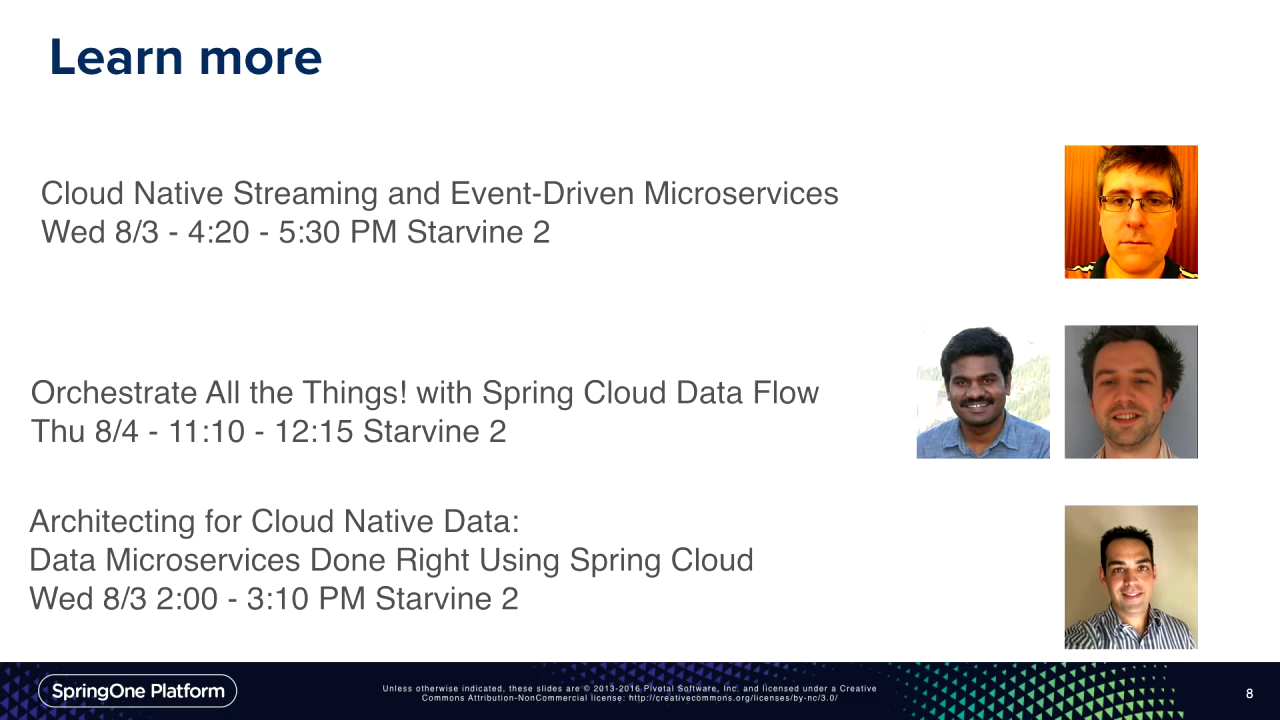 Learn more
Cloud Native Streaming and Event-Driven Microservices
Wed 8/3 - 4:20 - 5:30 PM Starvine 2
Orchestrate All the Things! with Spring Cloud Data Flow
Thu 8/4 - 11:10 - 12:15 Starvine 2
Architecting for Cloud Native Data:
Data Microservices Done Right Using Spring Cloud
Wed 8/3 2:00 - 3:10 PM Starvine 2
SpringOne Platform
Unless otherwise indicated, these slides are © 2013-2016 Pivotal Software, Inc. and licensed under a Creative
Commons Attribution-NonCommercial license: http://creativecommons.org/licenses/by-nc/3.0/
8